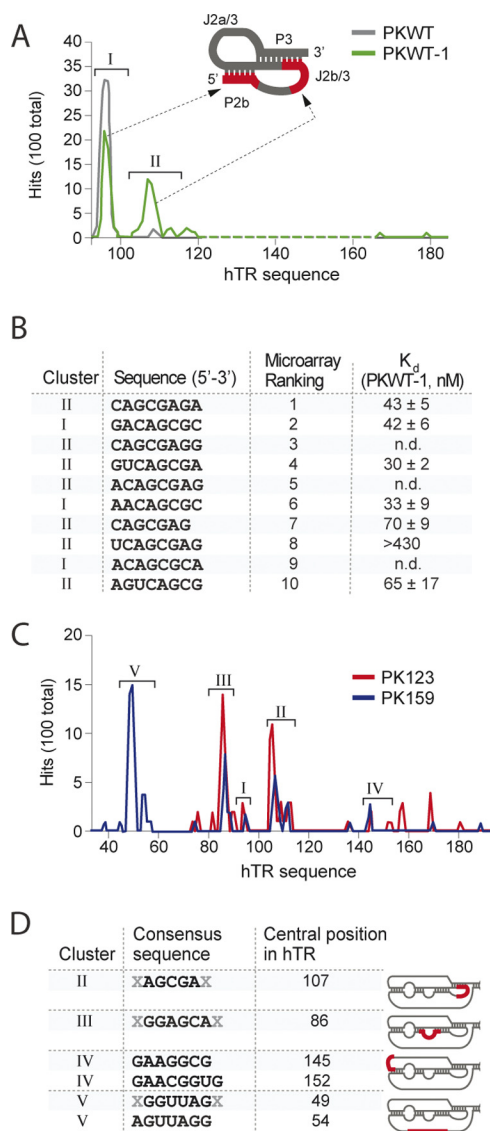 A
PKWT
PKWT-1
J2a/3
P3
3'
5'
J2b/3
P2b
I
II
Hits (100 total)
40
35
30
25
20
15
10
5
0
100 120 140 160 180
hTR sequence
B
Cluster Sequence (5'-3') Microarray Ranking Kd (PKWT-1, nM)
II CAGCGAGA 1 43 ± 5
I GACAGCGC 2 42 ± 6
II CAGCGAGG 3 n.d.
II GUCAGCGA 4 30 ± 2
II ACAGCGAG 5 n.d.
I AACAGCGC 6 33 ± 9
II CAGCGAG 7 70 ± 9
II UCAGCGAG 8 >430
I ACAGCGCA 9 n.d.
II AGUCAGCG 10 65 ± 17
C
PK123
PK159
V
III
II
I
IV
Hits (100 total)
20
15
10
5
0
40 60 80 100 120 140 160 180
hTR sequence
D
Cluster Consensus sequence Central position in hTR
II XAGCGAX 107
III XGGAGCAX 86
IV GAAGGCG 145
IV GAACGGUG 152
V XGGUUAGX 49
V AGUUAGG 54